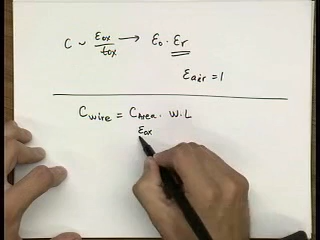 C ~ εox/tox → ε0 · εr
εair = 1
Cwire = CArea · W·L
εox